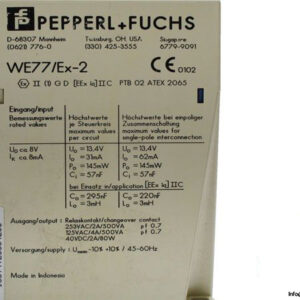 PEPPERL+FUCHS
D-68307 Mannheim Twinsburg, OH. USA Singapore
(0621) 776-0 (330) 425-3555 6779-9091
WE77/Ex-2 CE 0102
Ex II (1) G D [EEx ia] IIC PTB 02 ATEX 2065
Eingang/input
Bemessungswerte
rated values
Höchstwerte
je Steuerkreis
maximum values
per circuit
Höchstwerte bei einpoliger
Zusammenschaltung
maximum values for
single-pole interconnection
U₀ ca. 8V
Iₖ ca. 8mA
U₀ = 13,4V
I₀ = 31mA
P₀ = 145mW
Cᵢ = 57nF
U₀ = 13,4V
I₀ = 62mA
P₀ = 145mW
Cᵢ = 57nF
bei Einsatz in/application [EEx ia] IIC
C₀ = 295nF C₀ = 220nF
L₀ = 3mH L₀ = 3mH
Ausgang/output: Relaiskontakt/changeover contact
253VAC/2A/500VA pf 0.7
125VAC/4A/500VA pf 0.7
40VDC/2A/80W
Versorgung/supply: -10% +10% / 45-60Hz
Made in Indonesia